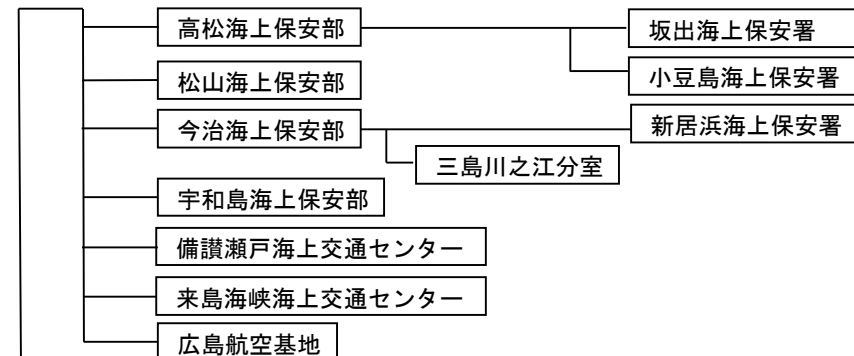 高松海上保安部
坂出海上保安署
小豆島海上保安署
松山海上保安部
今治海上保安部
新居浜海上保安署
三島川之江分室
宇和島海上保安部
備讃瀬戸海上交通センター
来島海峡海上交通センター
広島航空基地